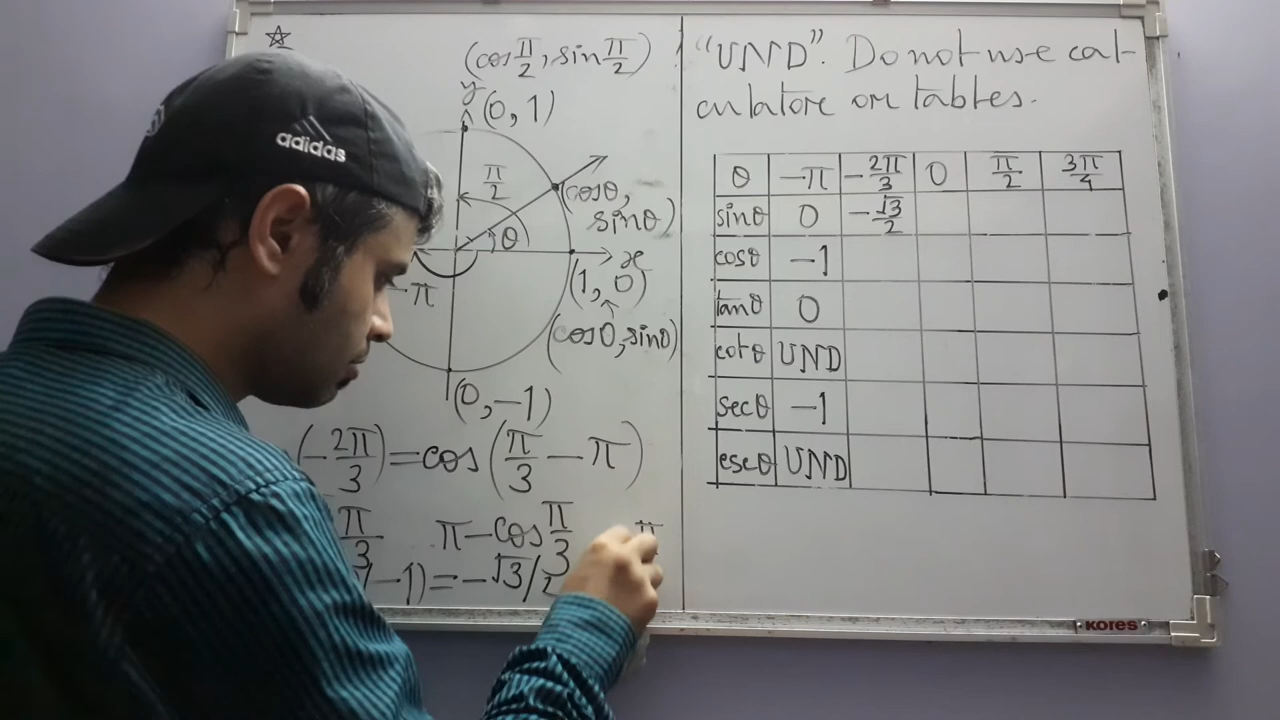 ☆
(cos π/2, sin π/2)
y
(0, 1)
π/2
(cosθ,
sinθ)
θ
x
-π
(1, 0)
(cos0, sin0)
(0, -1)
(-2π/3) = cos(π/3 - π)
π/3 π - cos π/3 π
-1) = -√3/2
"UND". Do not use cal-
culators or tables.
θ -π -2π/3 0 π/2 3π/4
sinθ 0 -√3/2
cosθ -1
tanθ 0
cotθ UND
secθ -1
cscθ UND
adidas
KORES